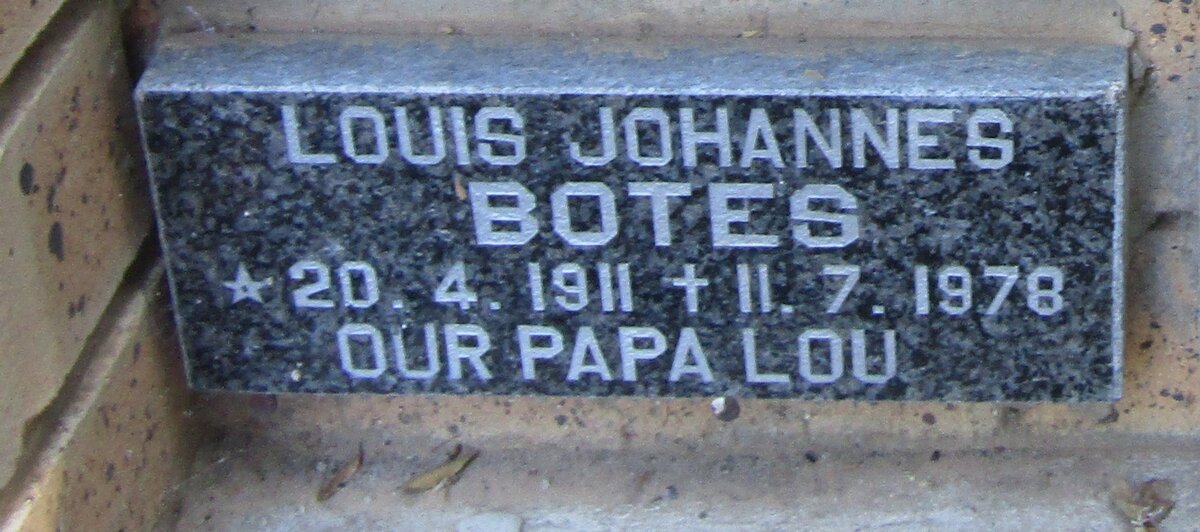 LOUIS JOHANNES
BOTES
★ 20. 4. 1911 ✝ 11. 7. 1978
OUR PAPA LOU